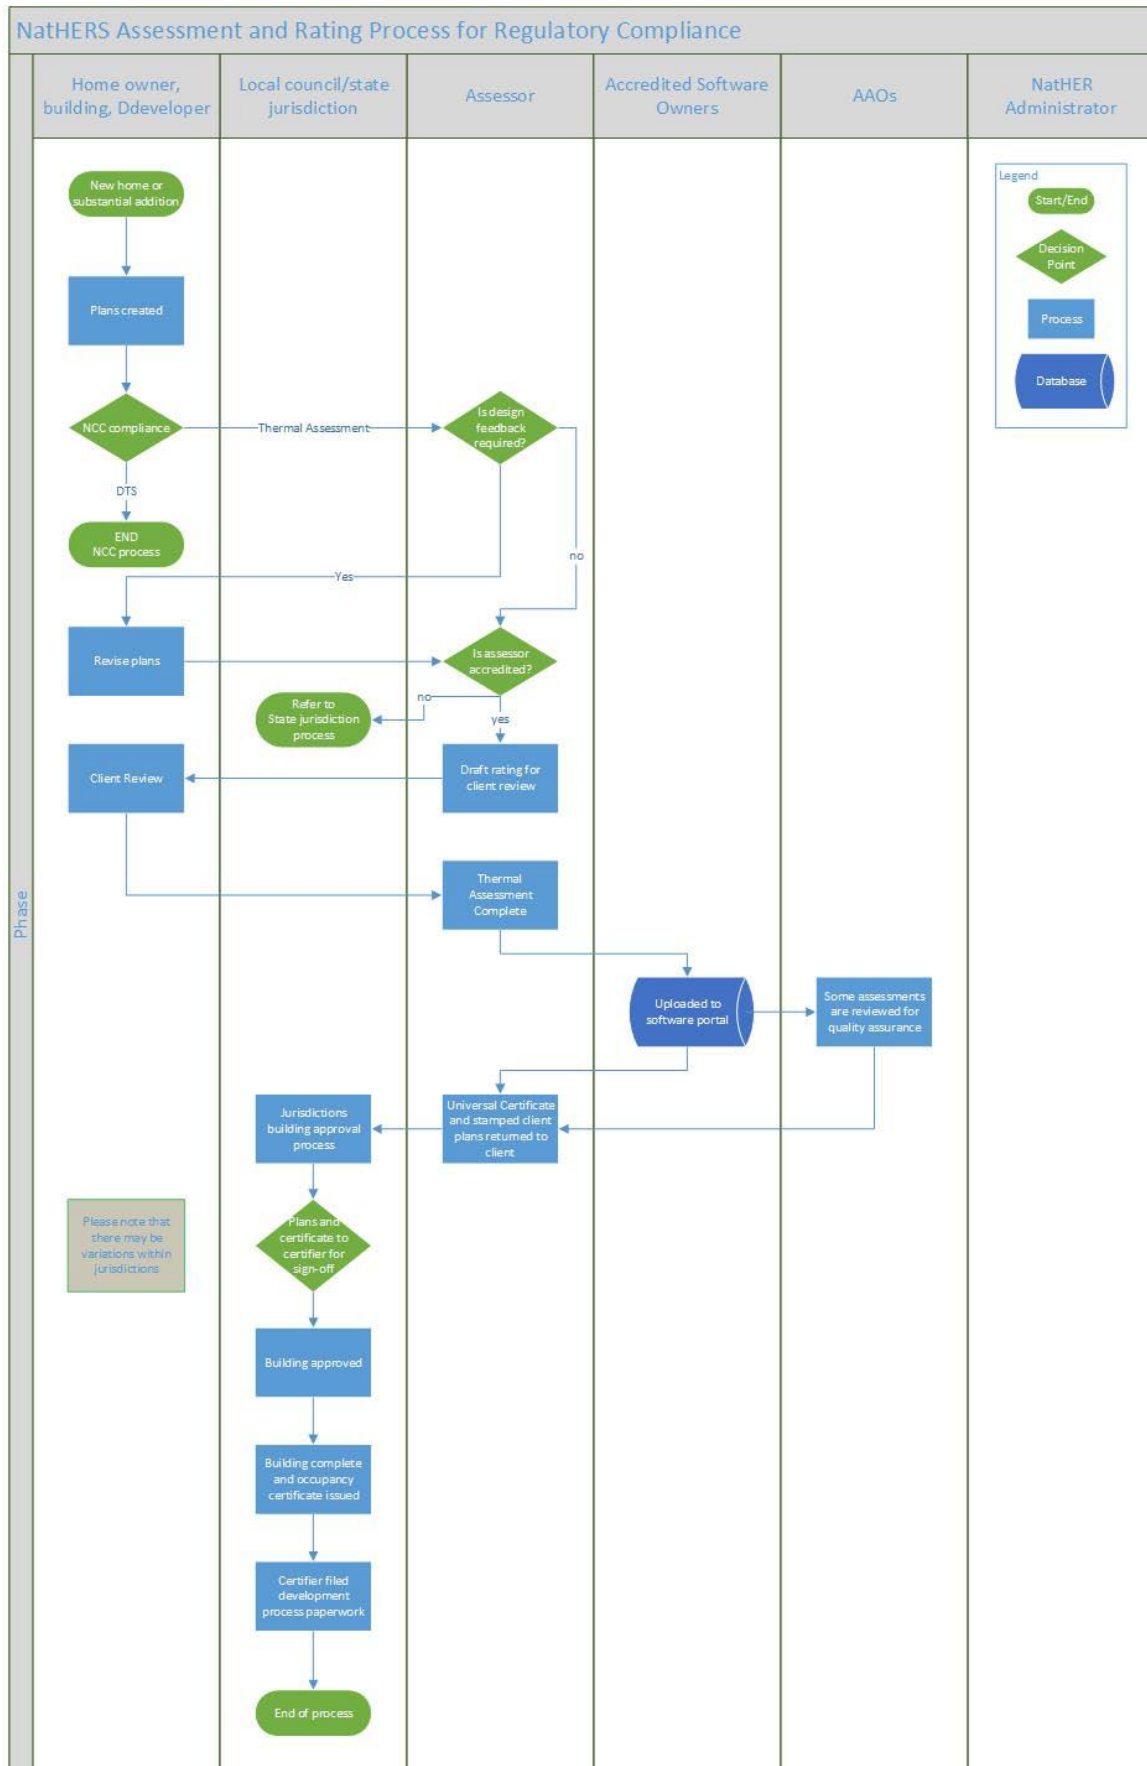 NatHERS Assessment and Rating Process for Regulatory Compliance
Home owner,
building, Ddeveloper
Local council/state
jurisdiction
Assessor
Accredited Software
Owners
AAOs
NatHER
Administrator
Phase
Legend
Start/End
Decision
Point
Process
Database
New home or
substantial addition
Plans created
NCC compliance
Thermal Assessment
Is design
feedback
required?
DTS
END
NCC process
no
Yes
Revise plans
Is assessor
accredited?
no
yes
Refer to
State jurisdiction
process
Client Review
Draft rating for
client review
Thermal
Assessment
Complete
Uploaded to
software portal
Some assessments
are reviewed for
quality assurance
Jurisdictions
building approval
process
Universal Certificate
and stamped client
plans returned to
client
Please note that
there may be
variations within
jurisdictions
Plans and
certificate to
certifier for
sign-off
Building approved
Building complete
and occupancy
certificate issued
Certifier filed
development
process paperwork
End of process